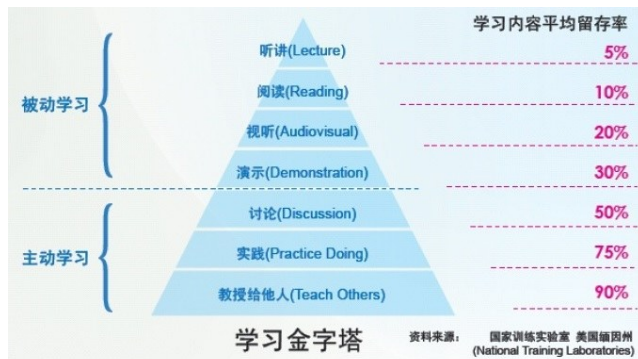 学习内容平均留存率
听讲(Lecture)
5%
阅读(Reading)
10%
被动学习
视听(Audiovisual)
20%
演示(Demonstration)
30%
讨论(Discussion)
50%
主动学习
实践(Practice Doing)
75%
教授给他人(Teach Others)
90%
学习金字塔
资料来源： 国家训练实验室 美国缅因州
(National Training Laboratories)